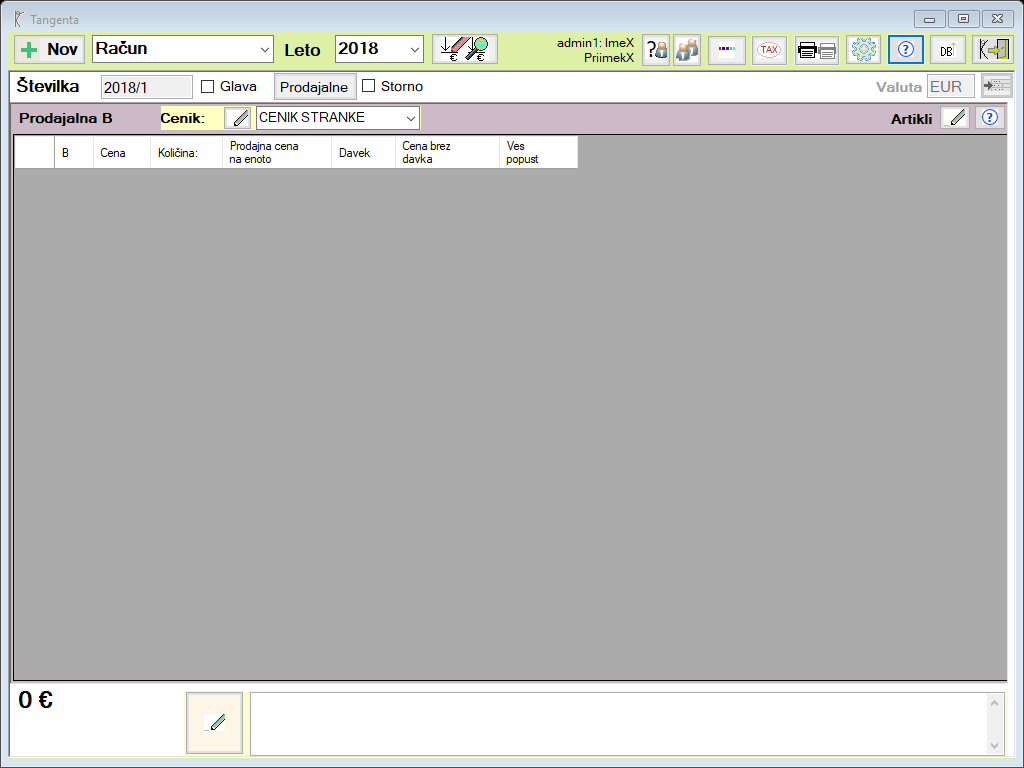 Tangenta
Nov
Račun
Leto
2018
€ €
admin1: ImeX
PriimekX
?
TAX
?
DB
Številka
2018/1
Glava
Prodajalne
Storno
Valuta
EUR
Prodajalna B
Cenik:
CENIK STRANKE
Artikli
?
B
Cena
Količina:
Prodajna cena
na enoto
Davek
Cena brez
davka
Ves
popust
0 €